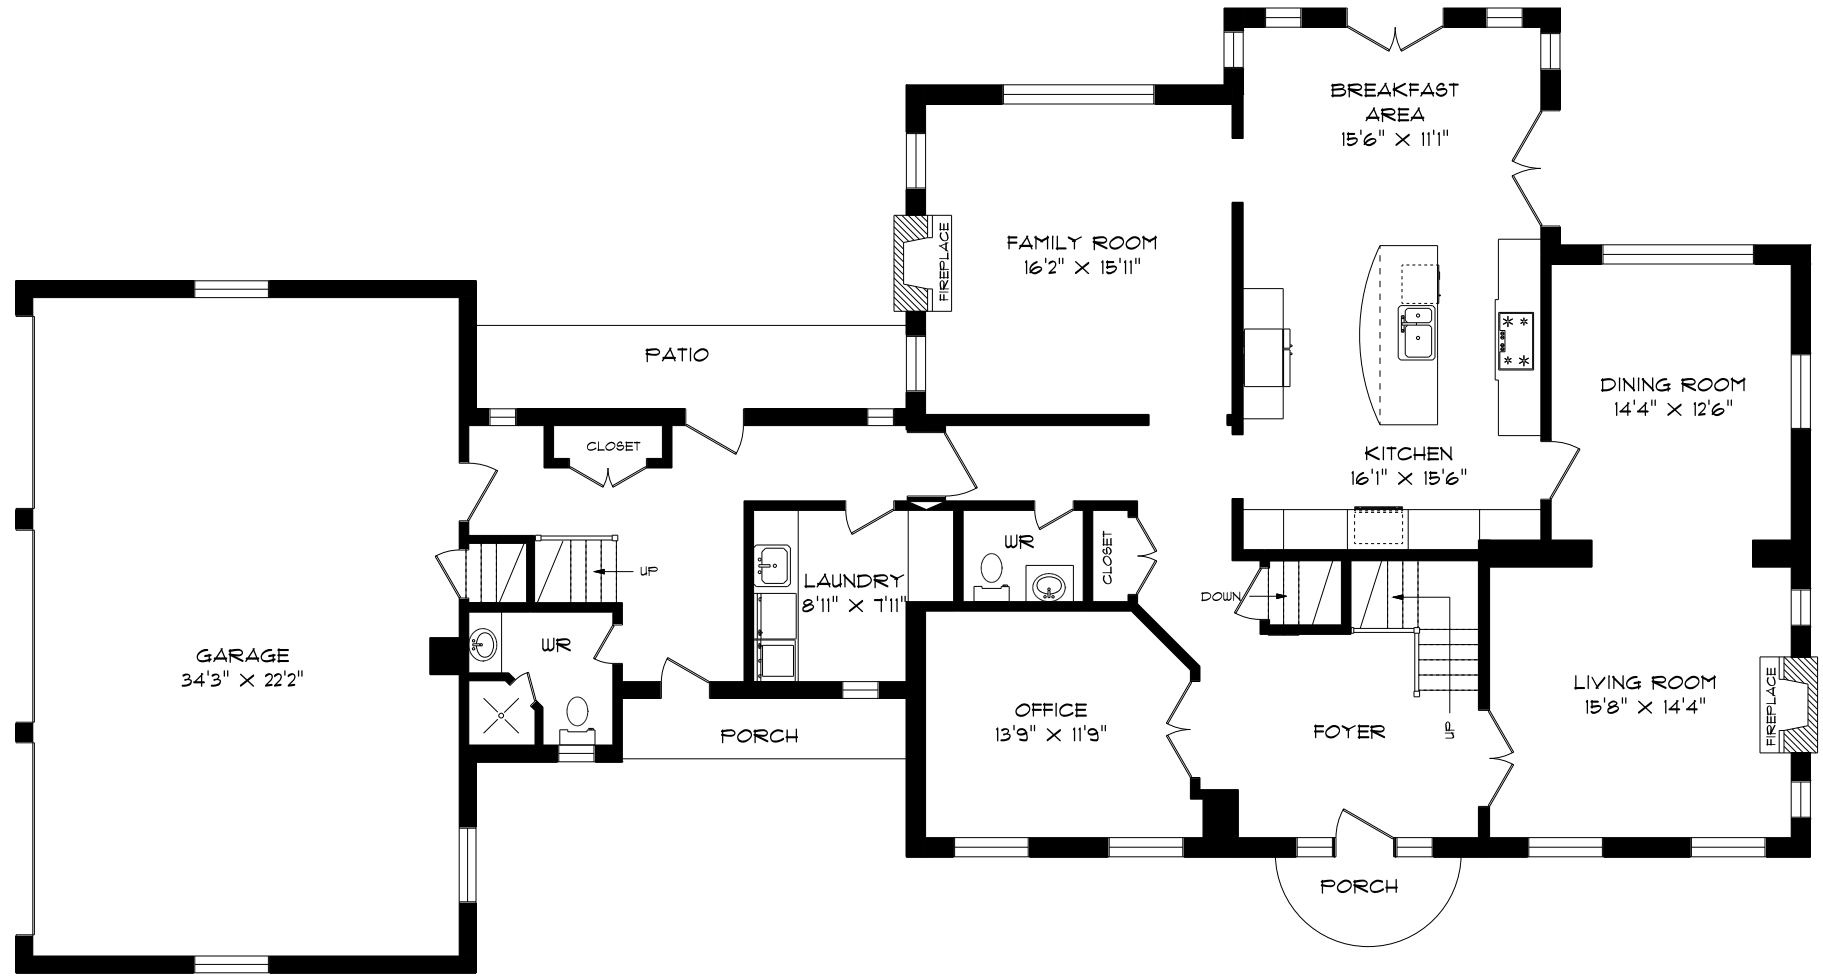 BREAKFAST
AREA
15'6" X 11'1"
FAMILY ROOM
16'2" X 15'11"
FIREPLACE
PATIO
DINING ROOM
14'4" X 12'6"
CLOSET
KITCHEN
16'1" X 15'6"
WR
CLOSET
UP
LAUNDRY
8'11" X 7'11"
DOWN
WR
GARAGE
34'3" X 22'2"
LIVING ROOM
15'8" X 14'4"
FIREPLACE
OFFICE
13'9" X 11'9"
FOYER
UP
PORCH
PORCH